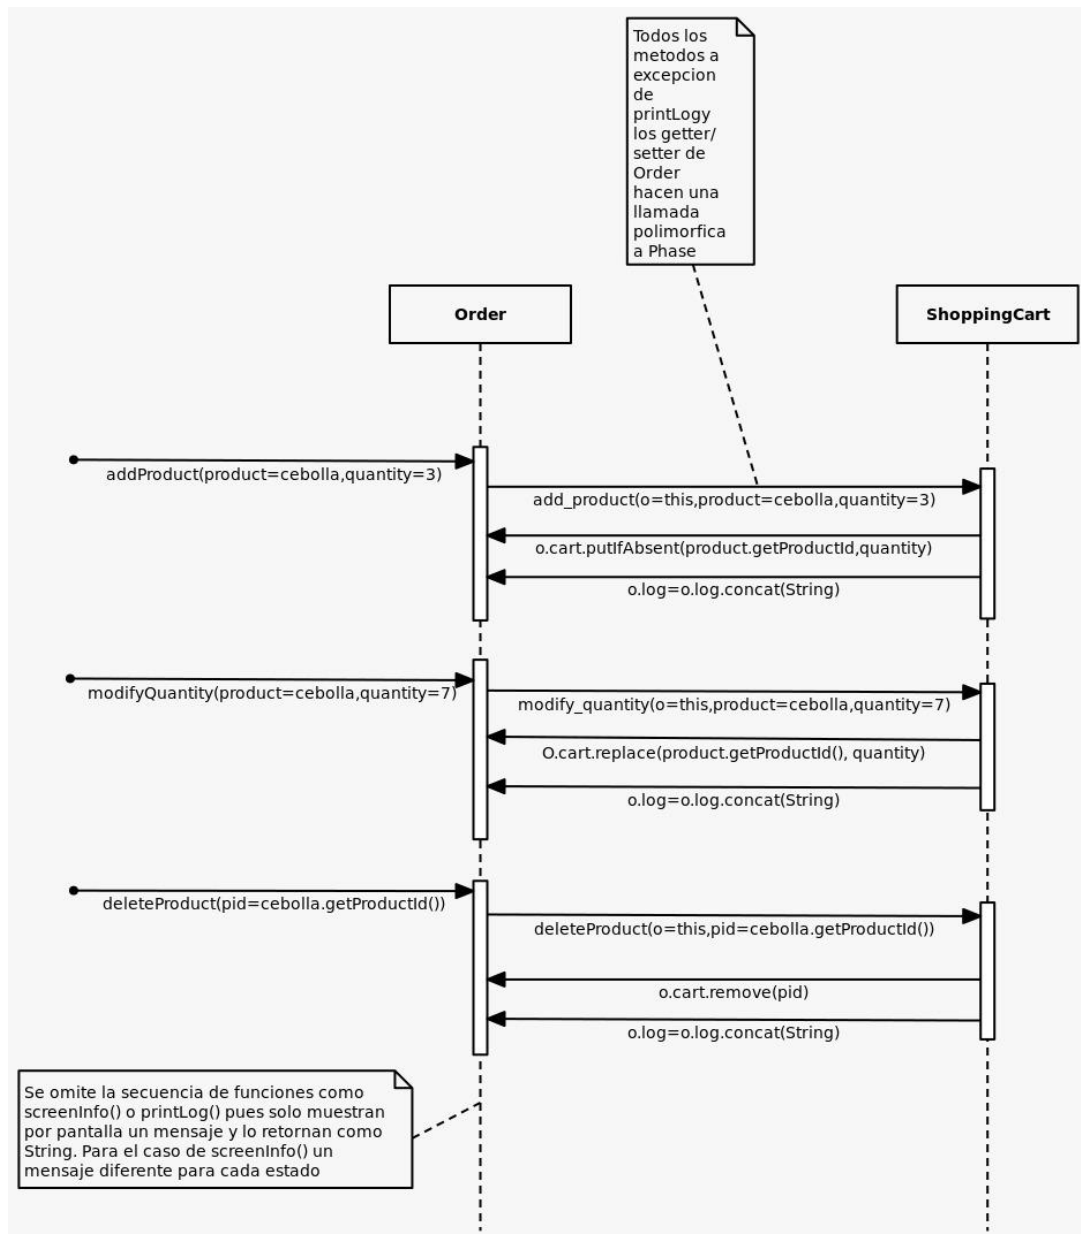 Todos los
metodos a
excepcion
de
printLogy
los getter/
setter de
Order
hacen una
llamada
polimorfica
a Phase
Order
ShoppingCart
addProduct(product=cebolla,quantity=3)
add_product(o=this,product=cebolla,quantity=3)
o.cart.putIfAbsent(product.getProductId,quantity)
o.log=o.log.concat(String)
modifyQuantity(product=cebolla,quantity=7)
modify_quantity(o=this,product=cebolla,quantity=7)
O.cart.replace(product.getProductId(), quantity)
o.log=o.log.concat(String)
deleteProduct(pid=cebolla.getProductId())
deleteProduct(o=this,pid=cebolla.getProductId())
o.cart.remove(pid)
o.log=o.log.concat(String)
Se omite la secuencia de funciones como
screenInfo() o printLog() pues solo muestran
por pantalla un mensaje y lo retornan como
String. Para el caso de screenInfo() un
mensaje diferente para cada estado